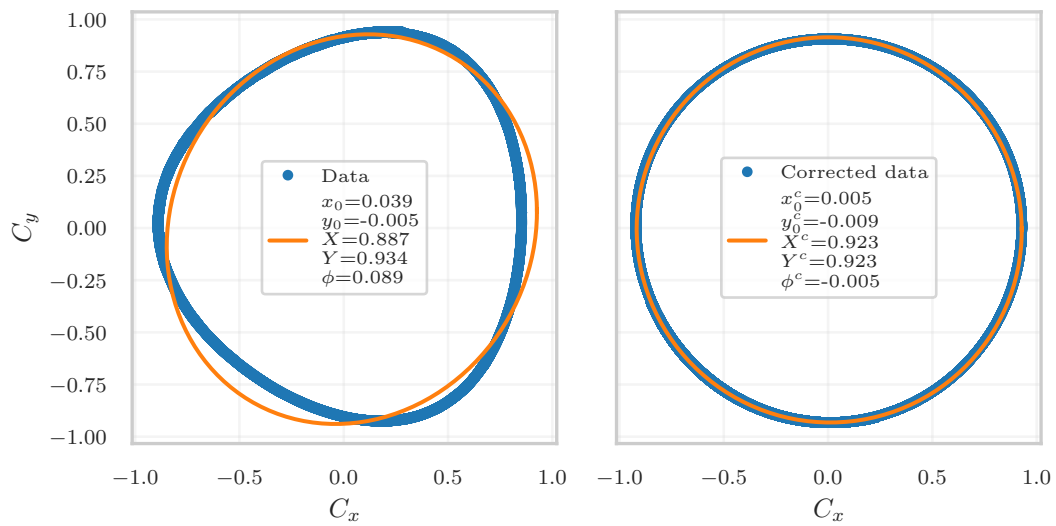 1.00
0.75
0.50
0.25
0.00
−0.25
−0.50
−0.75
−1.00
C_y
Data
x_0=0.039
y_0=-0.005
X=0.887
Y=0.934
ϕ=0.089
−1.0 −0.5 0.0 0.5 1.0
C_x
Corrected data
x_0^c=0.005
y_0^c=-0.009
X^c=0.923
Y^c=0.923
ϕ^c=-0.005
−1.0 −0.5 0.0 0.5 1.0
C_x